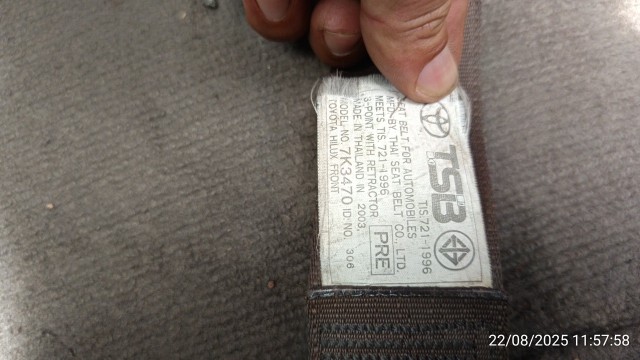 TSB
TIS.721-1996
SEAT BELT FOR AUTOMOBILES
MFD-BY THAI SEAT BELT CO., LTD.
MEETS TIS.721-1996
3-POINT WITH RETRACTOR
PRE
MADE IN THAILAND IN 2003.
MODEL-NO. 7K3470 ID NO. 306
TOYOTA HILUX FRONT
22/08/2025 11:57:58